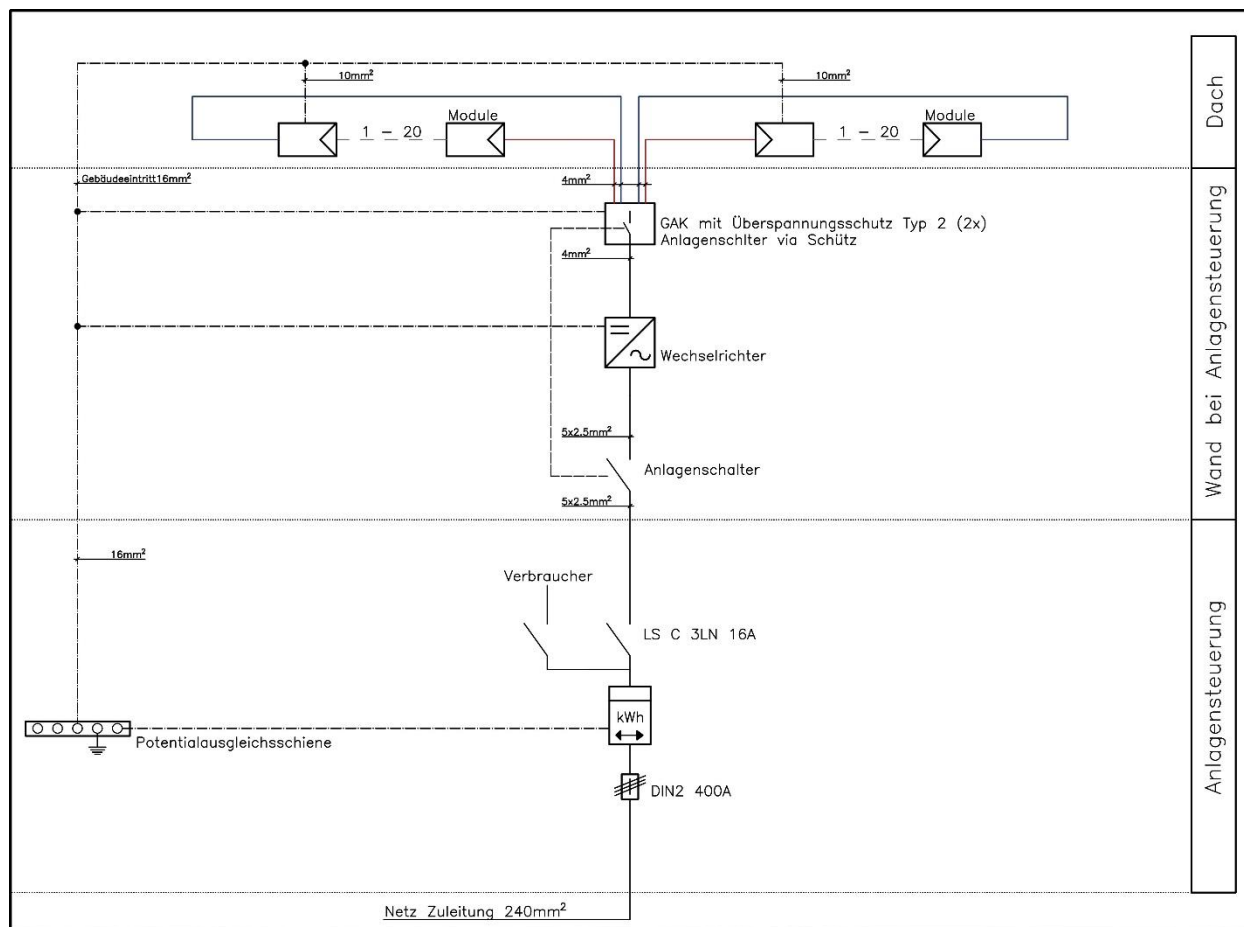 10mm²
10mm²
Module
1 - 20
1 - 20
Module
Dach
Gebäudeeintritt16mm²
4mm²
GAK mit Überspannungsschutz Typ 2 (2x)
Anlagenschlter via Schütz
4mm²
Wechselrichter
5x2.5mm²
Anlagenschalter
5x2.5mm²
Wand bei Anlagensteuerung
16mm²
Verbraucher
LS C 3LN 16A
kWh
Potentialausgleichsschiene
DIN2 400A
Anlagensteuerung
Netz Zuleitung 240mm²